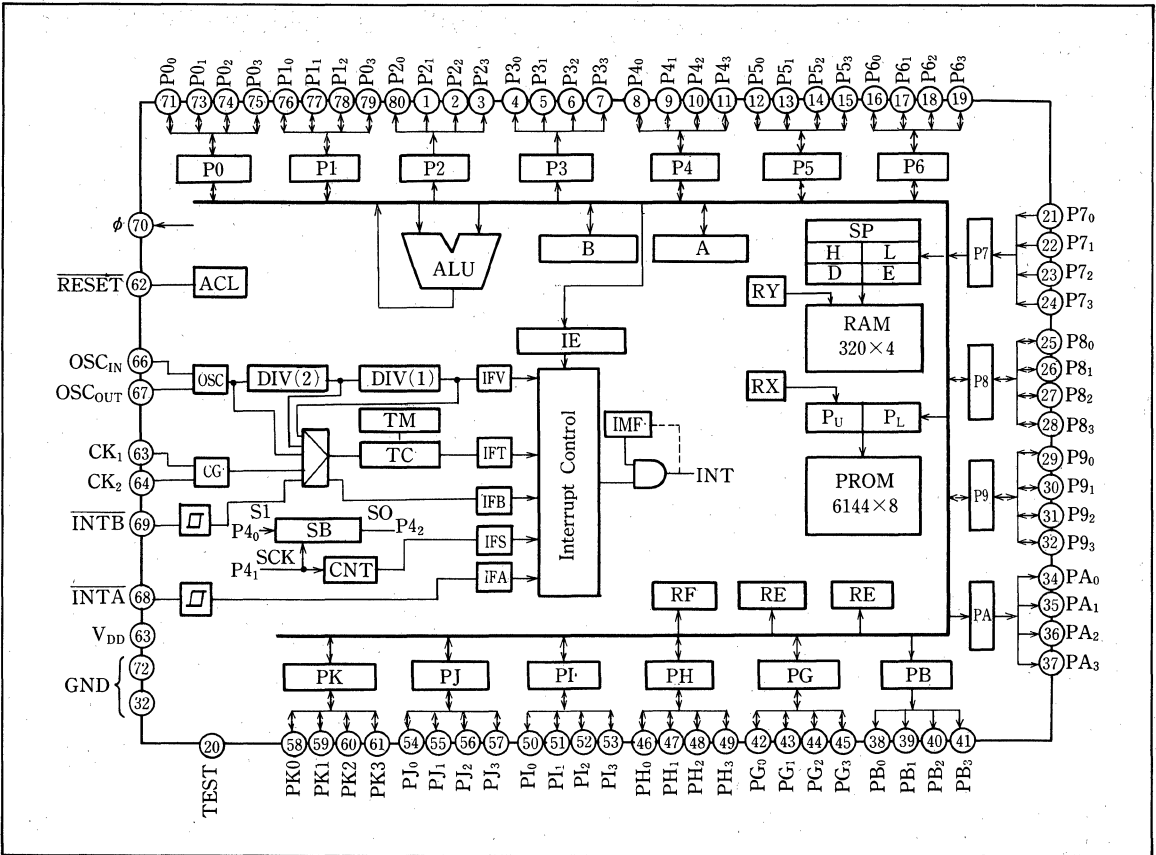 P0₀ P0₁ P0₂ P0₃ P1₀ P1₁ P1₂ P0₃ P2₀ P2₁ P2₂ P2₃ P3₀ P3₁ P3₂ P3₃ P4₀ P4₁ P4₂ P4₃ P5₀ P5₁ P5₂ P5₃ P6₀ P6₁ P6₂ P6₃
71 73 74 75 76 77 78 79 80 1 2 3 4 5 6 7 8 9 10 11 12 13 14 15 16 17 18 19
P0 P1 P2 P3 P4 P5 P6
ϕ 70
RESET 62 ACL
ALU
B A
SP
H L
D E
RY
RAM
320×4
P7
21 P7₀
22 P7₁
23 P7₂
24 P7₃
IE
OSCIN 66
OSCOUT 67
OSC DIV(2) DIV(1) IFV
TM
TC IFT
CK₁ 63
CK₂ 64
CG
IFB
INTB 69
S1
P4₀ SB SO P4₂
SCK
P4₁ CNT IFS
INTA 68
IFA
Interrupt Control
IMF
INT
RX
PU PL
PROM
6144×8
P8
25 P8₀
26 P8₁
27 P8₂
28 P8₃
P9
29 P9₀
30 P9₁
31 P9₂
32 P9₃
PA
34 PA₀
35 PA₁
36 PA₂
37 PA₃
VDD 63
GND 72
32
RF RE RE
PK PJ PI PH PG PB
20 58 59 60 61 54 55 56 57 50 51 52 53 46 47 48 49 42 43 44 45 38 39 40 41
TEST PK0 PK1 PK2 PK3 PJ₀ PJ₁ PJ₂ PJ₃ PI₀ PI₁ PI₂ PI₃ PH₀ PH₁ PH₂ PH₃ PG₀ PG₁ PG₂ PG₃ PB₀ PB₁ PB₂ PB₃